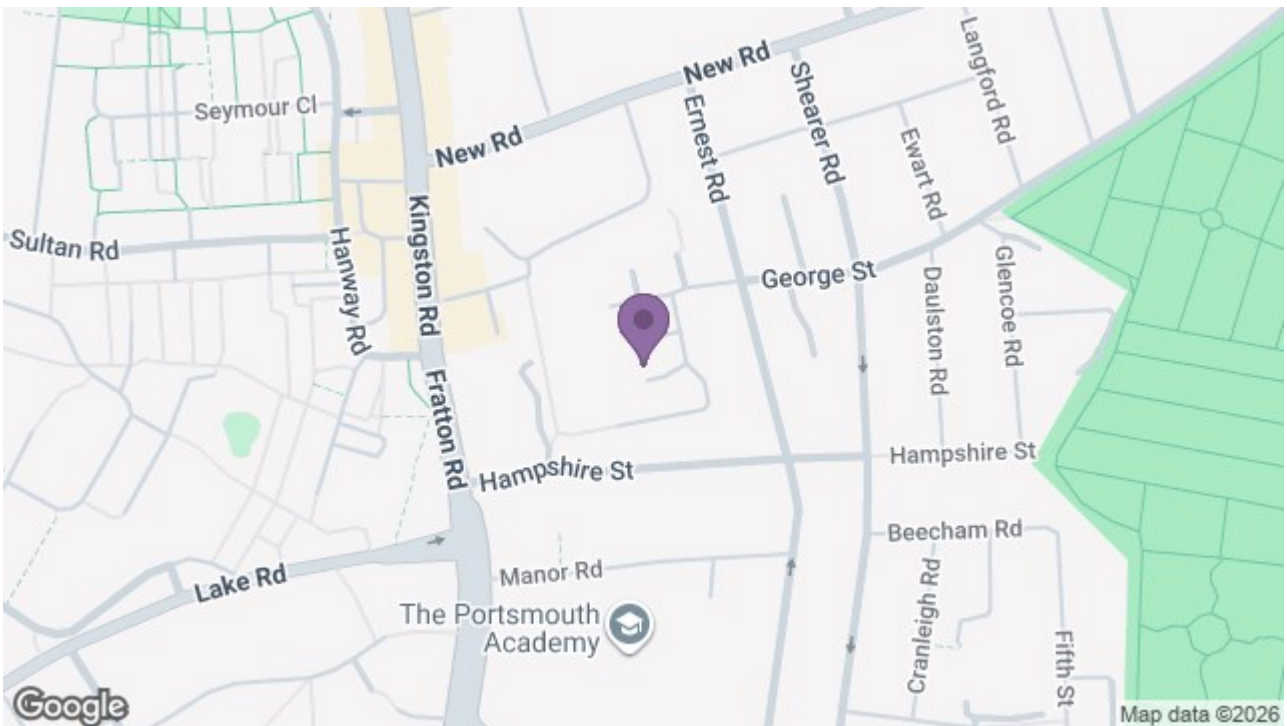 New Rd
Langford Rd
Seymour Cl
Shearer Rd
Ernest Rd
New Rd
Ewart Rd
Kingston Rd
Sultan Rd
Hanway Rd
George St
Glencoe Rd
Daulston Rd
Fratton Rd
Hampshire St
Hampshire St
Beecham Rd
Lake Rd
Manor Rd
Cranleigh Rd
The Portsmouth
Academy
Fifth St
Google
Map data ©2026